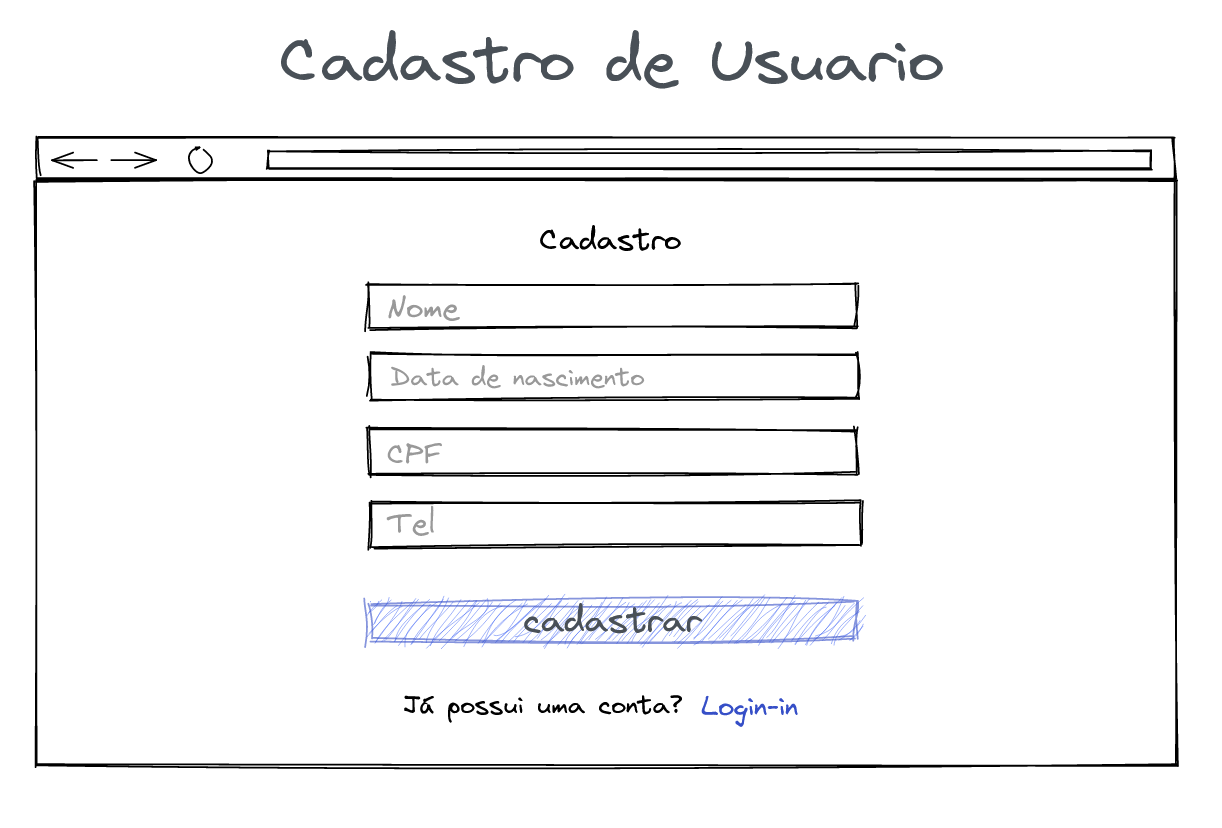 Cadastro de Usuario
Cadastro
Nome
Data de nascimento
CPF
Tel
cadastrar
Já possui uma conta? Login-in